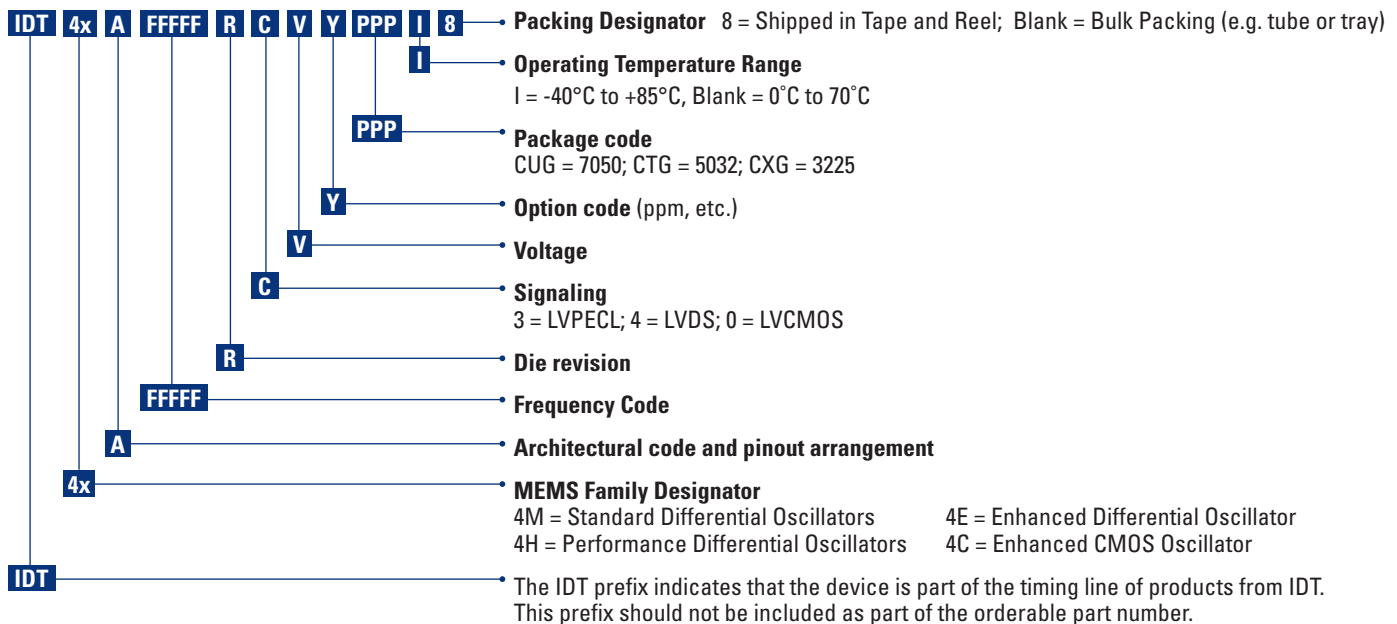 IDT 4x A FFFFF R C V Y PPP I 8 Packing Designator 8 = Shipped in Tape and Reel; Blank = Bulk Packing (e.g. tube or tray)
I Operating Temperature Range
I = -40°C to +85°C, Blank = 0˚C to 70˚C
PPP Package code
CUG = 7050; CTG = 5032; CXG = 3225
Y Option code (ppm, etc.)
V Voltage
C Signaling
3 = LVPECL; 4 = LVDS; 0 = LVCMOS
R Die revision
FFFFF Frequency Code
A Architectural code and pinout arrangement
4x MEMS Family Designator
4M = Standard Differential Oscillators 4E = Enhanced Differential Oscillator
4H = Performance Differential Oscillators 4C = Enhanced CMOS Oscillator
IDT The IDT prefix indicates that the device is part of the timing line of products from IDT.
This prefix should not be included as part of the orderable part number.